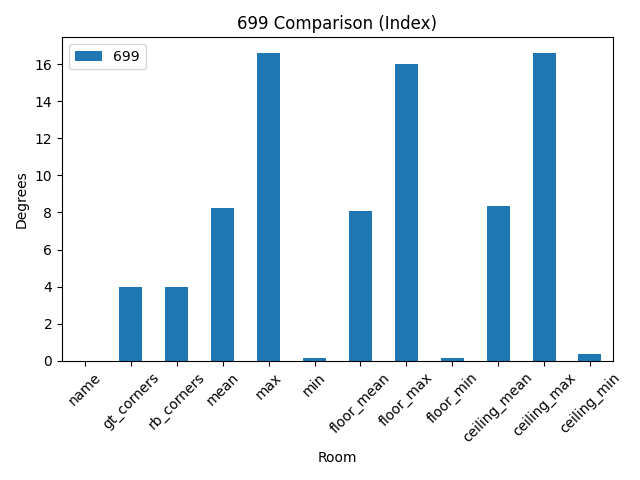 699 Comparison (Index)
699
Degrees
16
14
12
10
8
6
4
2
0
name
gt_corners
rb_corners
mean
max
min
floor_mean
floor_max
floor_min
ceiling_mean
ceiling_max
ceiling_min
Room